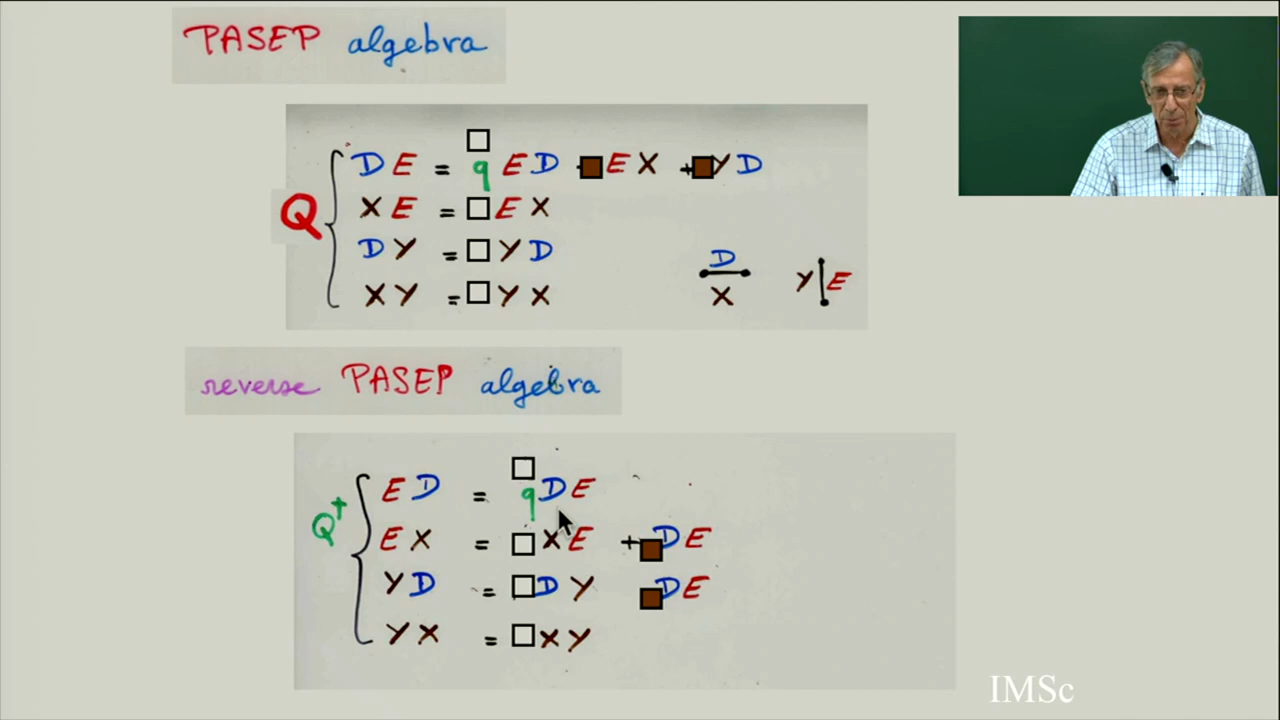 PASEP algebra
□
DE = q ED + ■ EX + ■ YD
Q
XE = □ EX
DY = □ YD
XY = □ YX
D
X
Y | E
reverse PASEP algebra
□
ED = q DE
Q†
EX = □ XE + ■ DE
YD = □ DY ■ DE
YX = □ XY
IMSc